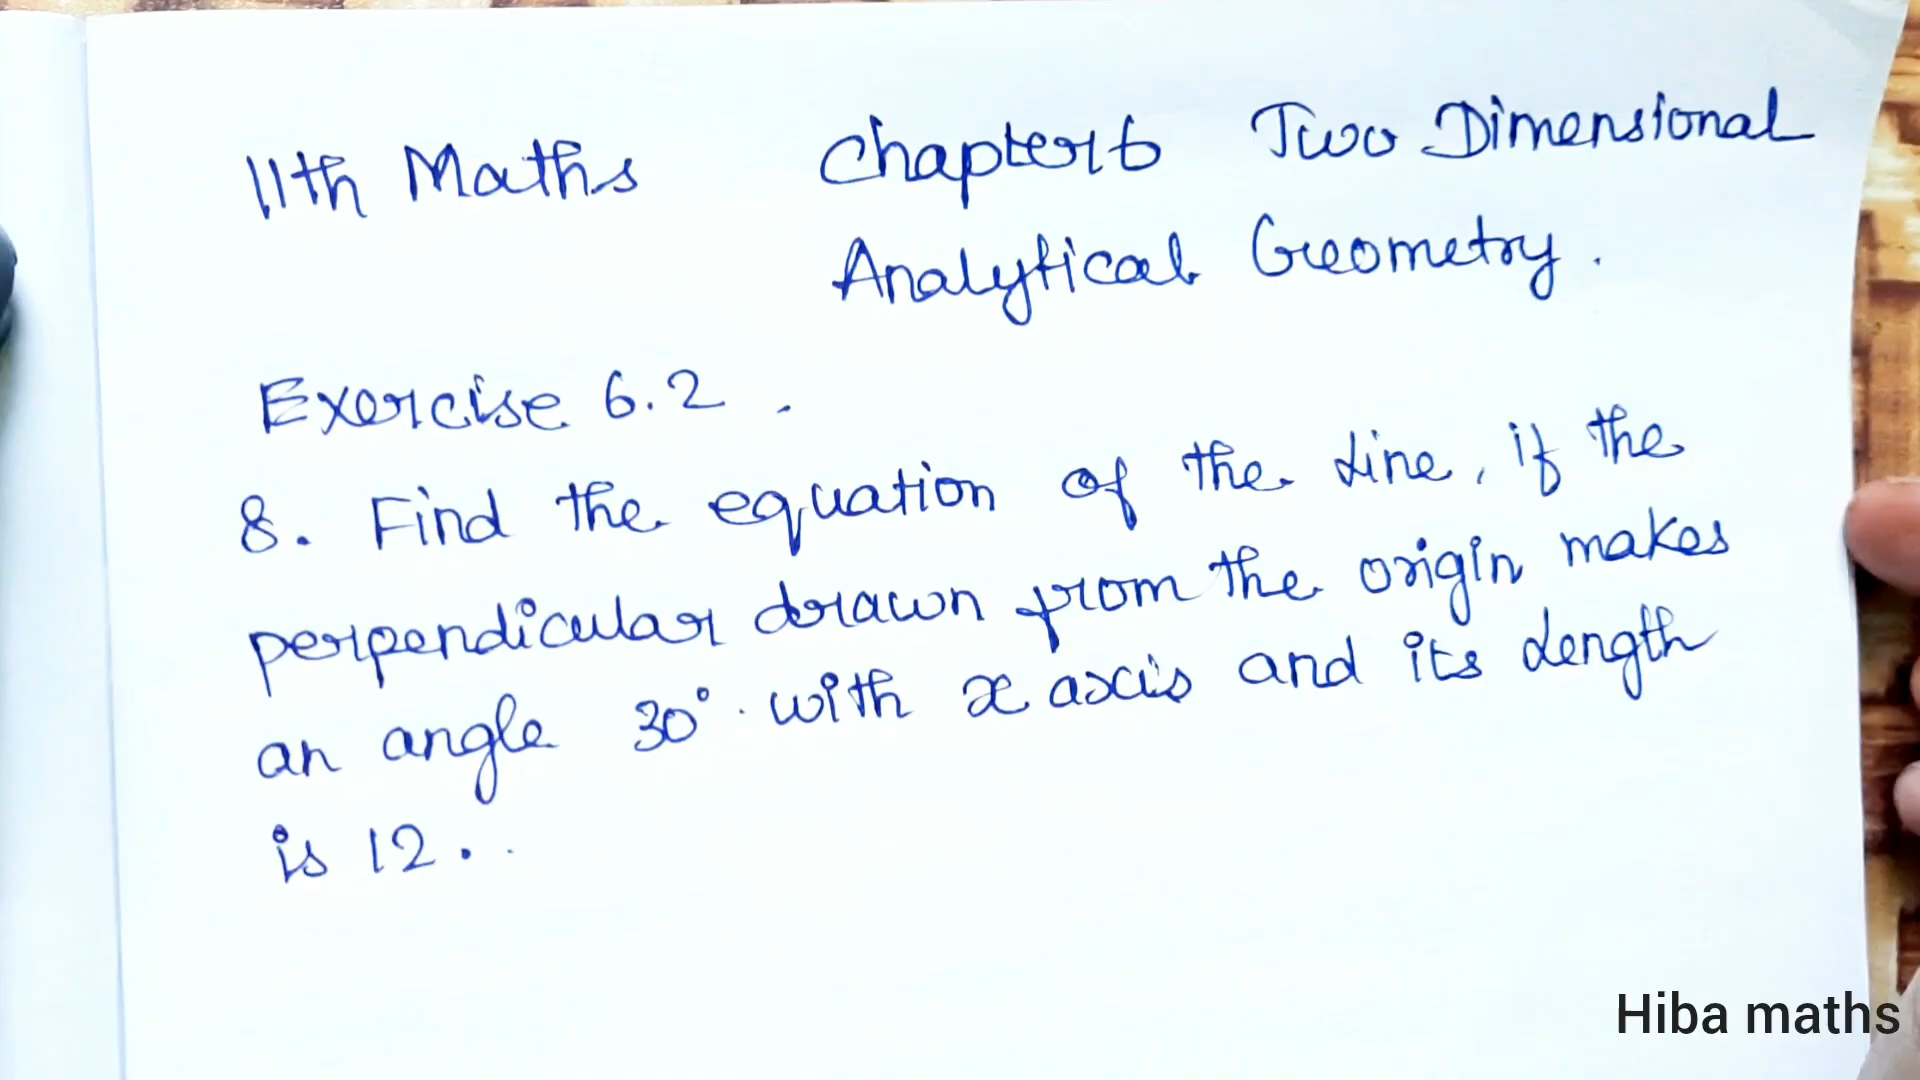 11th Maths Chapter 6 Two Dimensional
Analytical Geometry.
Exercise 6.2.
8. Find the equation of the line, if the
perpendicular drawn from the origin makes
an angle 30° with x axis and its length
is 12.
Hiba maths